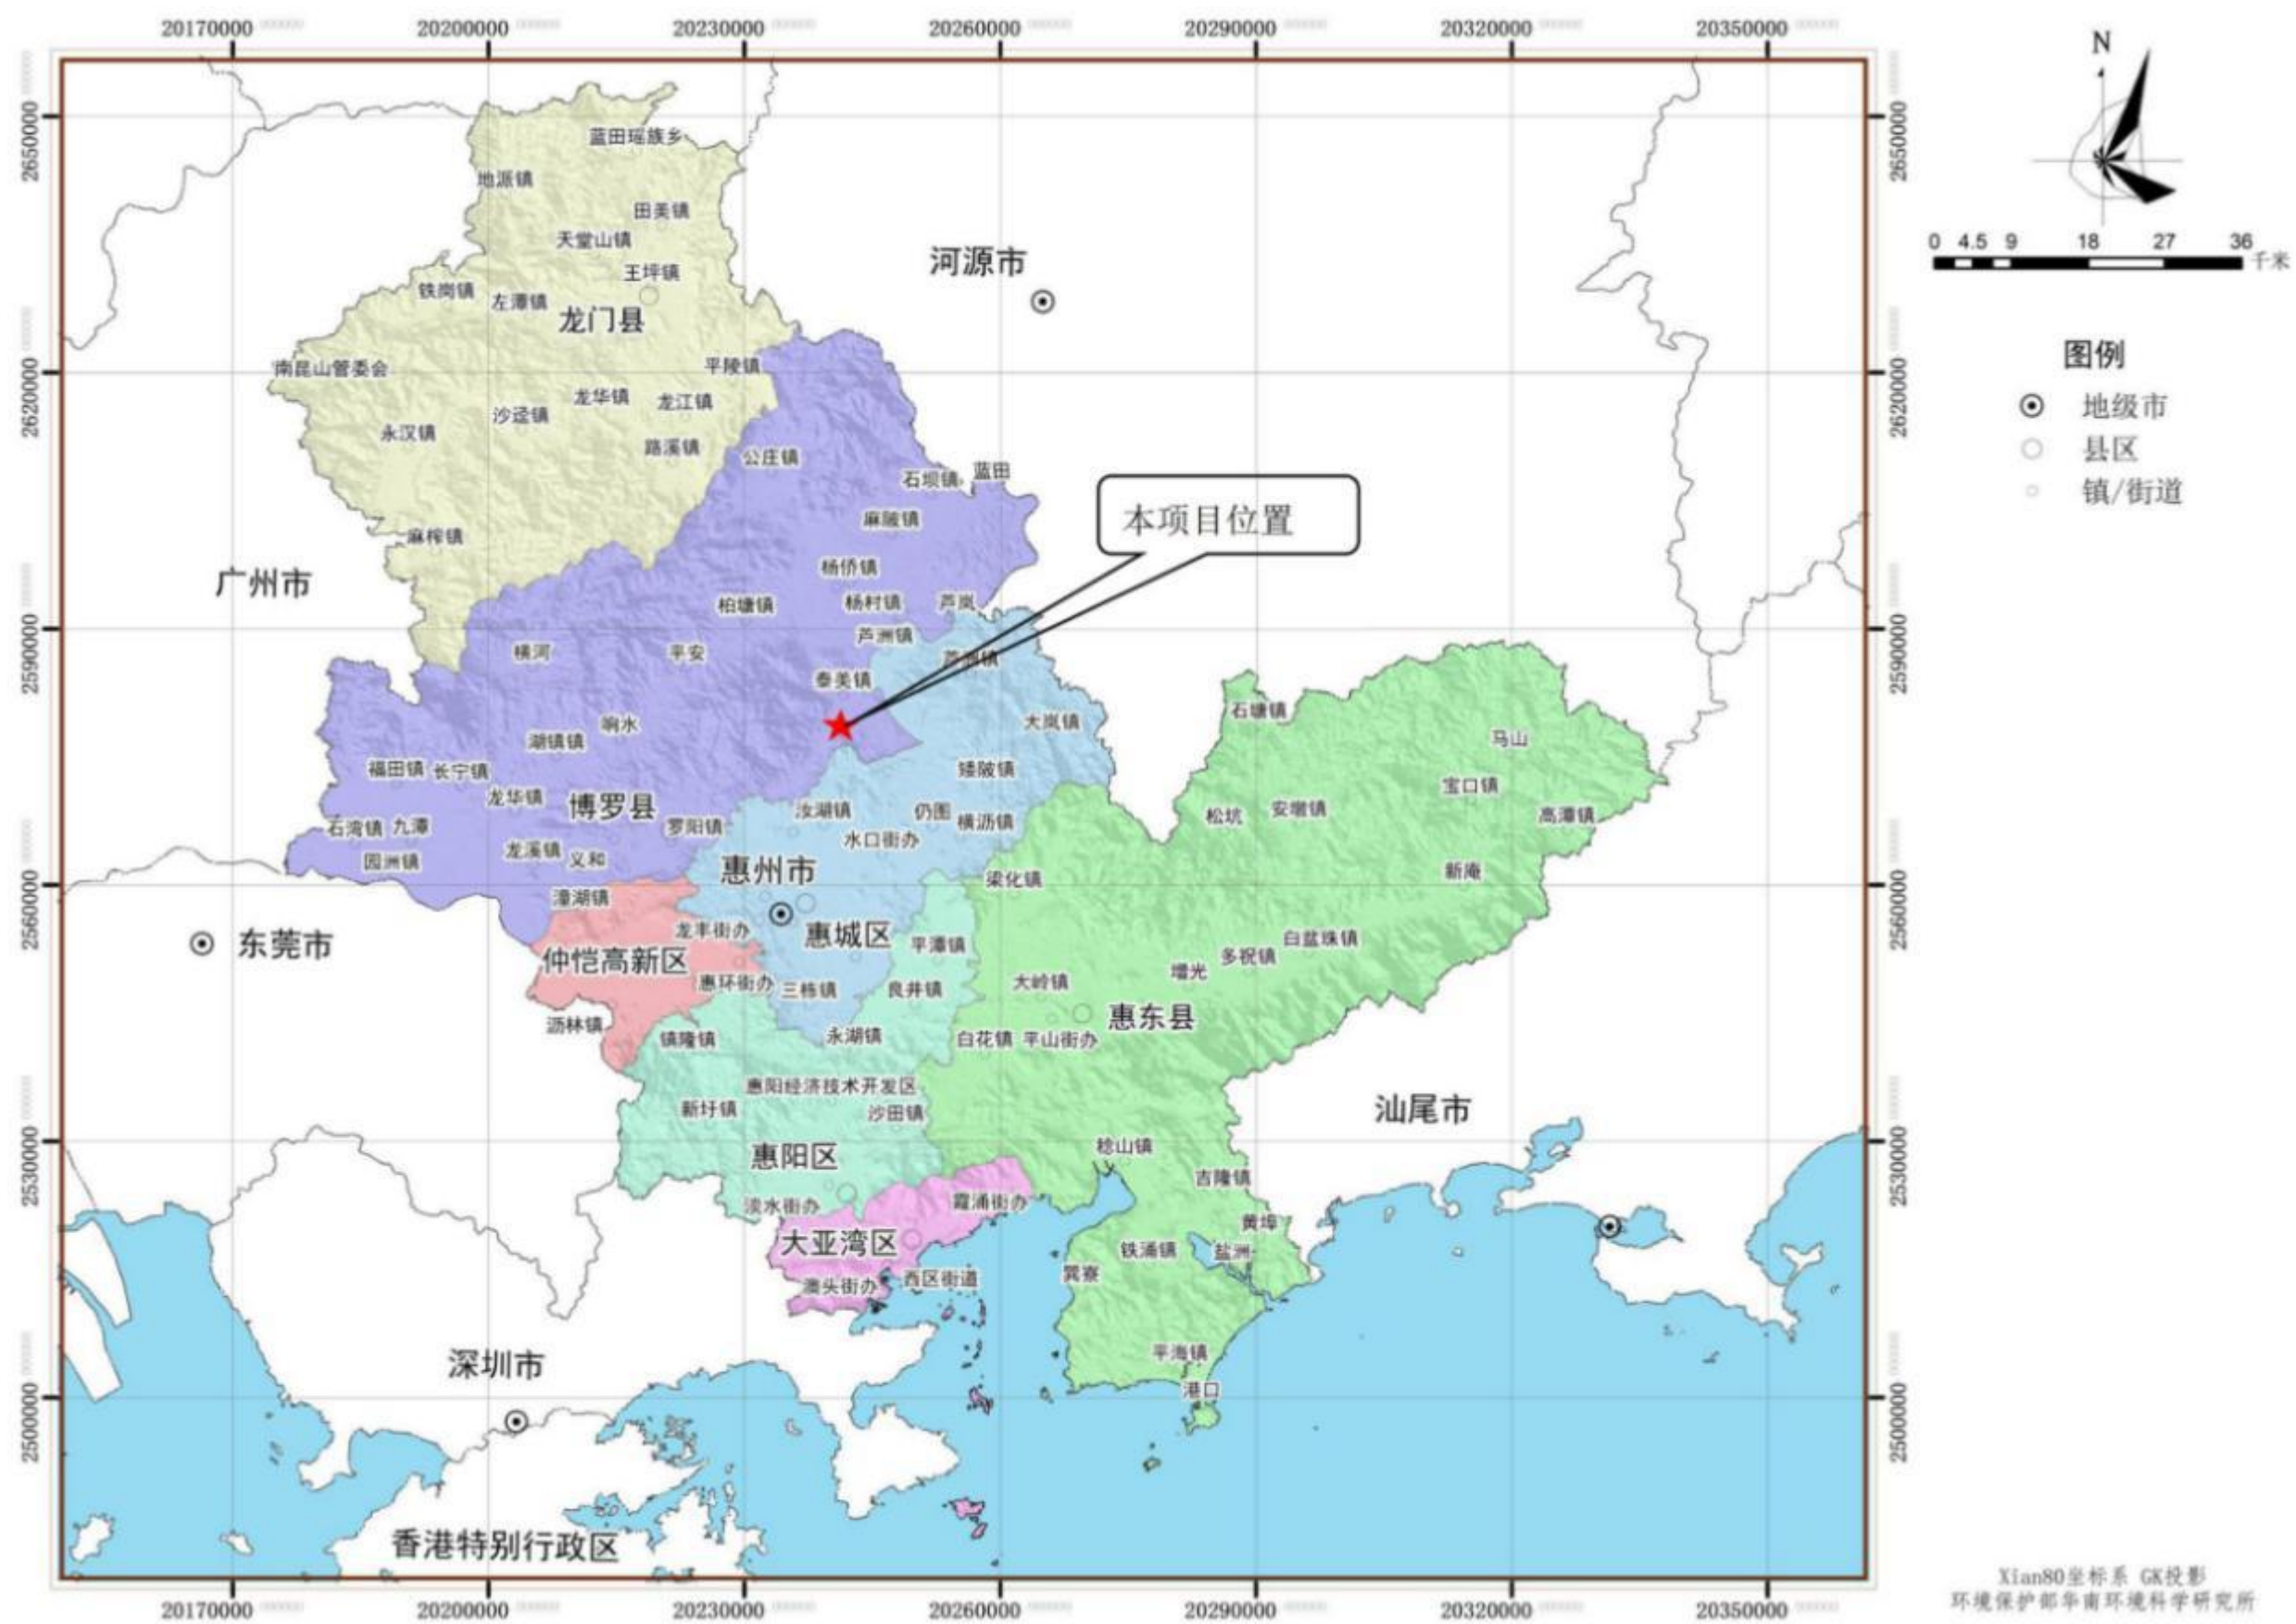 20170000 20200000 20230000 20260000 20290000 20320000 20350000
N
0 4.5 9 18 27 36
千米
图例
地级市
县区
镇/街道
2650000
2620000
2590000
2560000
2530000
2500000
2650000
2620000
2590000
2560000
2530000
2500000
蓝田瑶族乡
地派镇
田美镇
天堂山镇
河源市
王坪镇
铁岗镇
左潭镇
龙门县
平陵镇
南昆山管委会
龙华镇
龙江镇
沙迳镇
永汉镇
路溪镇
公庄镇
石坝镇
蓝田
麻陂镇
本项目位置
麻榨镇
杨侨镇
广州市
柏塘镇
杨村镇
芦岚
芦洲镇
横河
平安
芦洲镇
泰美镇
石塘镇
大岚镇
响水
湖镇镇
马山
福田镇
长宁镇
矮陂镇
宝口镇
龙华镇
博罗县
汝湖镇
仍图
松坑
安墩镇
高潭镇
石湾镇
九潭
罗阳镇
横沥镇
水口街办
龙溪镇
义和
园洲镇
惠州市
新庵
梁化镇
潼湖镇
龙丰街办
惠城区
平潭镇
白盆珠镇
东莞市
仲恺高新区
多祝镇
增光
惠环街办
三栋镇
良井镇
大岭镇
惠东县
沥林镇
镇隆镇
永湖镇
白花镇
平山街办
惠阳经济技术开发区
新圩镇
沙田镇
汕尾市
惠阳区
稔山镇
吉隆镇
淡水街办
霞涌街办
黄埠
大亚湾区
铁涌镇
盐洲
巽寮
澳头街办
西区街道
平海镇
深圳市
港口
香港特别行政区
20170000 20200000 20230000 20260000 20290000 20320000 20350000
Xian80坐标系 GK投影
环境保护部华南环境科学研究所